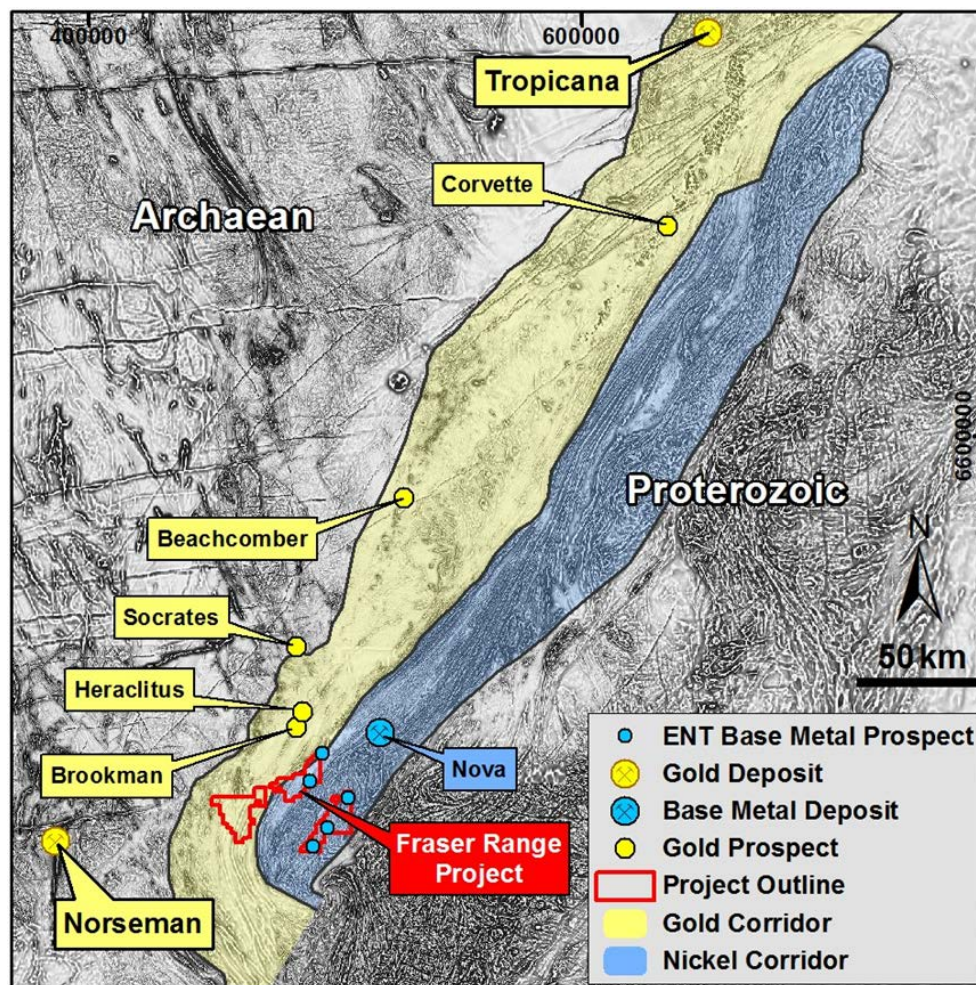 400000
600000
Tropicana
Corvette
Archaean
6600000
Proterozoic
Beachcomber
N
Socrates
50 km
Heraclitus
Brookman
Nova
Fraser Range
Project
Norseman
ENT Base Metal Prospect
Gold Deposit
Base Metal Deposit
Gold Prospect
Project Outline
Gold Corridor
Nickel Corridor